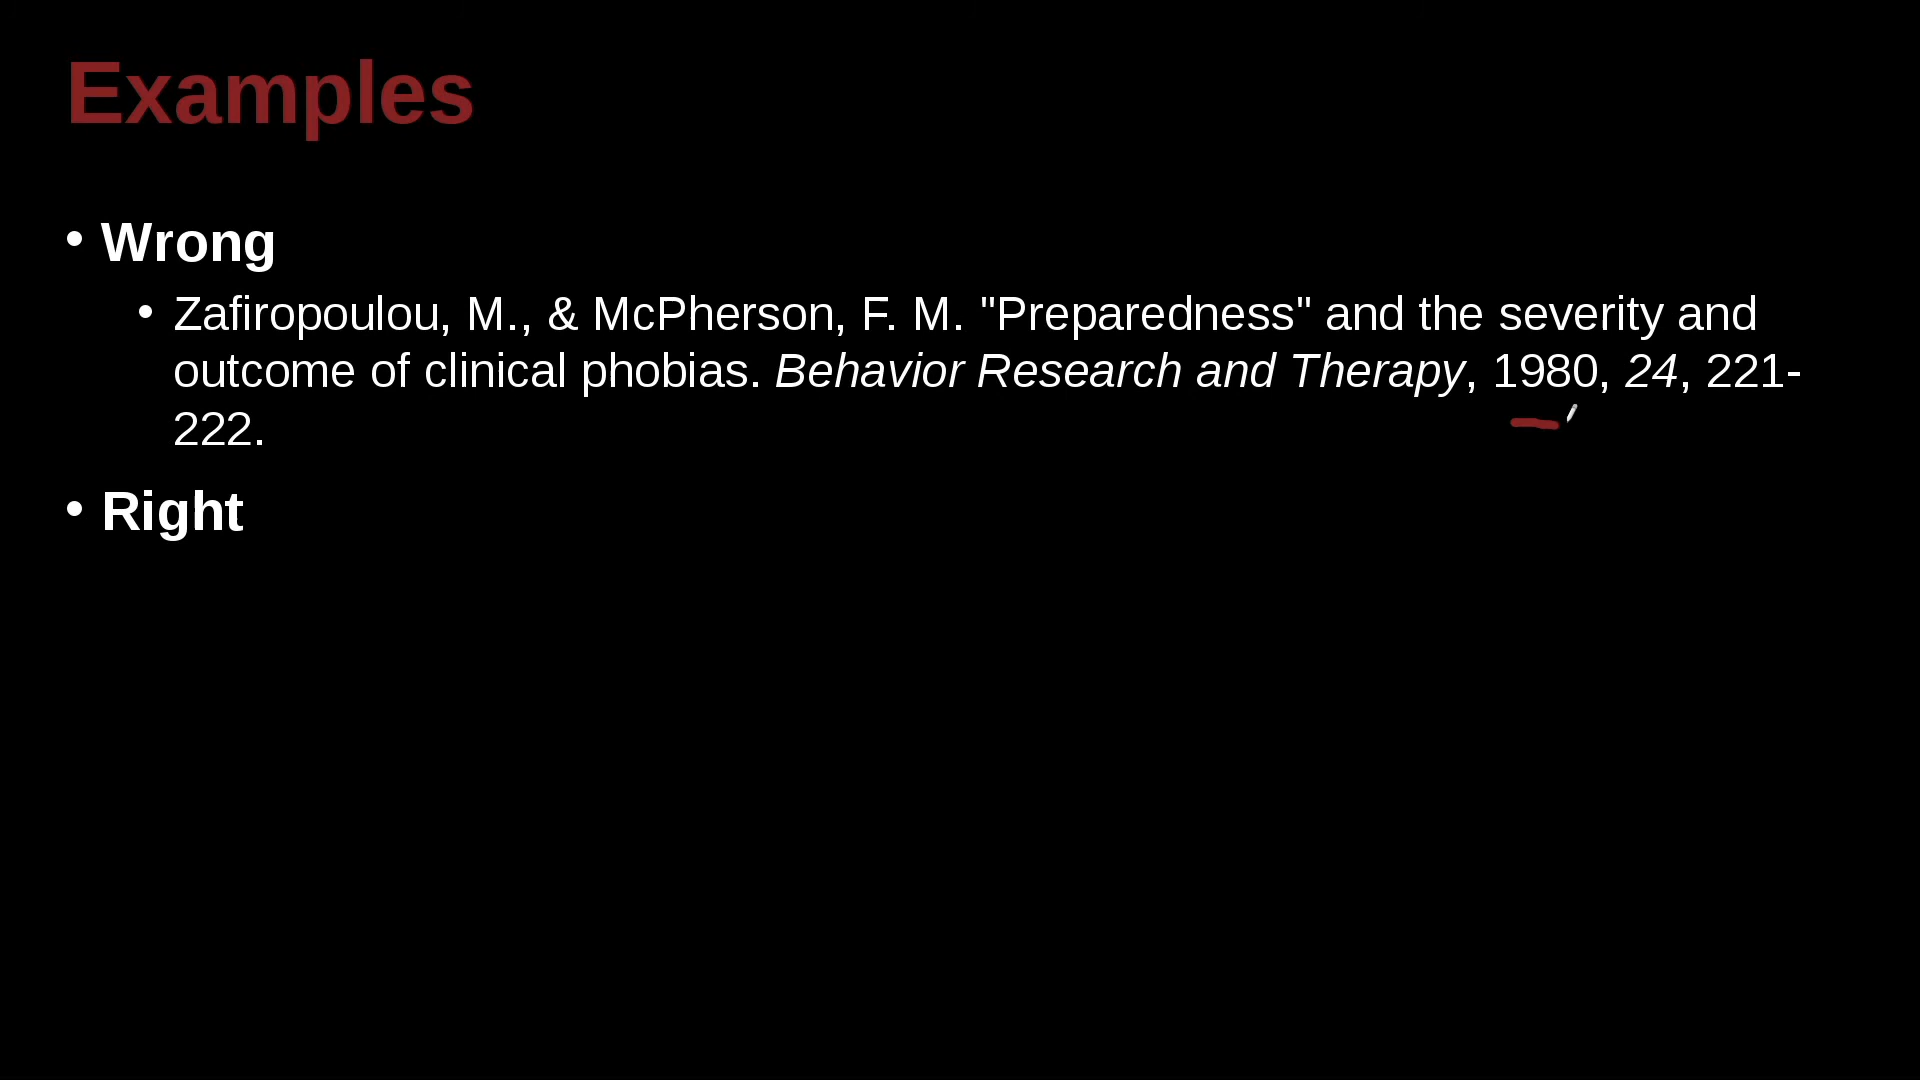 Examples
• Wrong
• Zafiropoulou, M., & McPherson, F. M. "Preparedness" and the severity and
outcome of clinical phobias. Behavior Research and Therapy, 1980, 24, 221-
222.
• Right